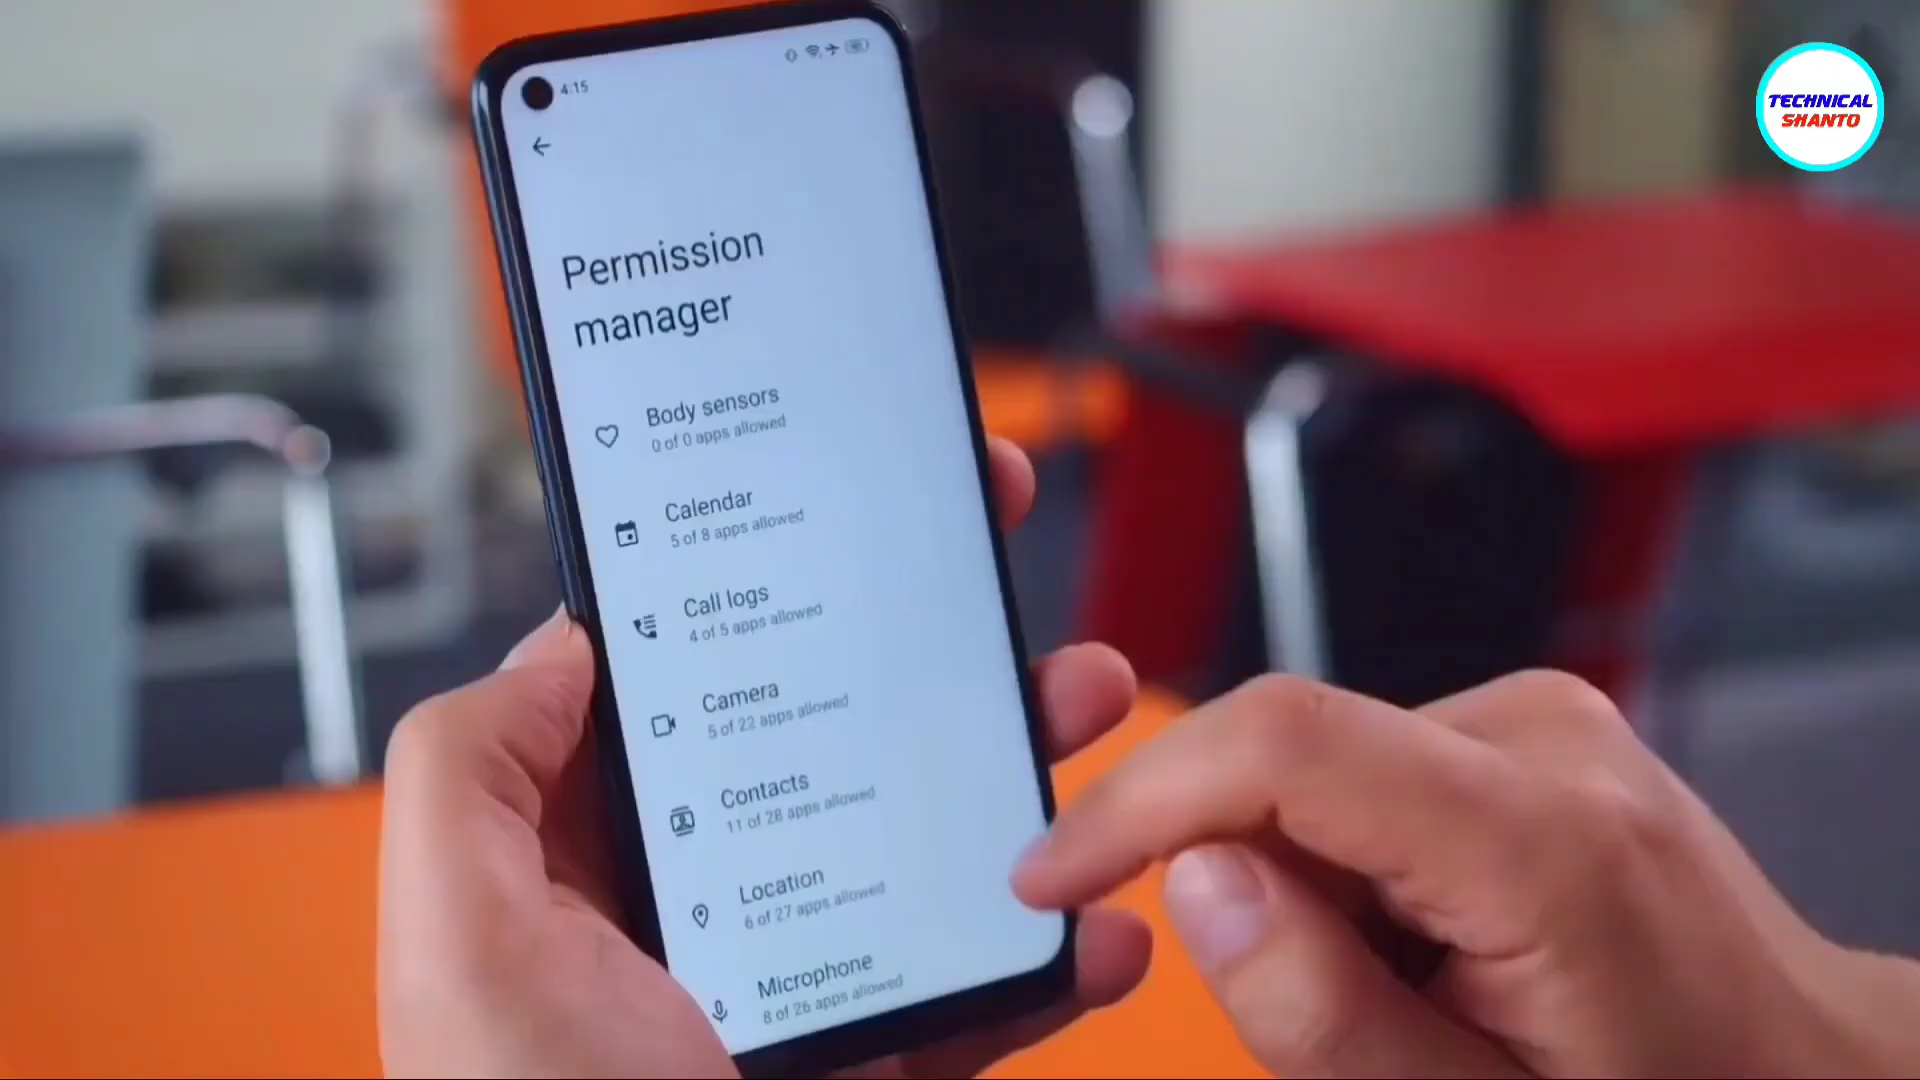 TECHNICAL
SHANTO
4:15
Permission
manager
Body sensors
0 of 0 apps allowed
Calendar
5 of 8 apps allowed
Call logs
4 of 5 apps allowed
Camera
5 of 22 apps allowed
Contacts
11 of 28 apps allowed
Location
6 of 27 apps allowed
Microphone
8 of 26 apps allowed